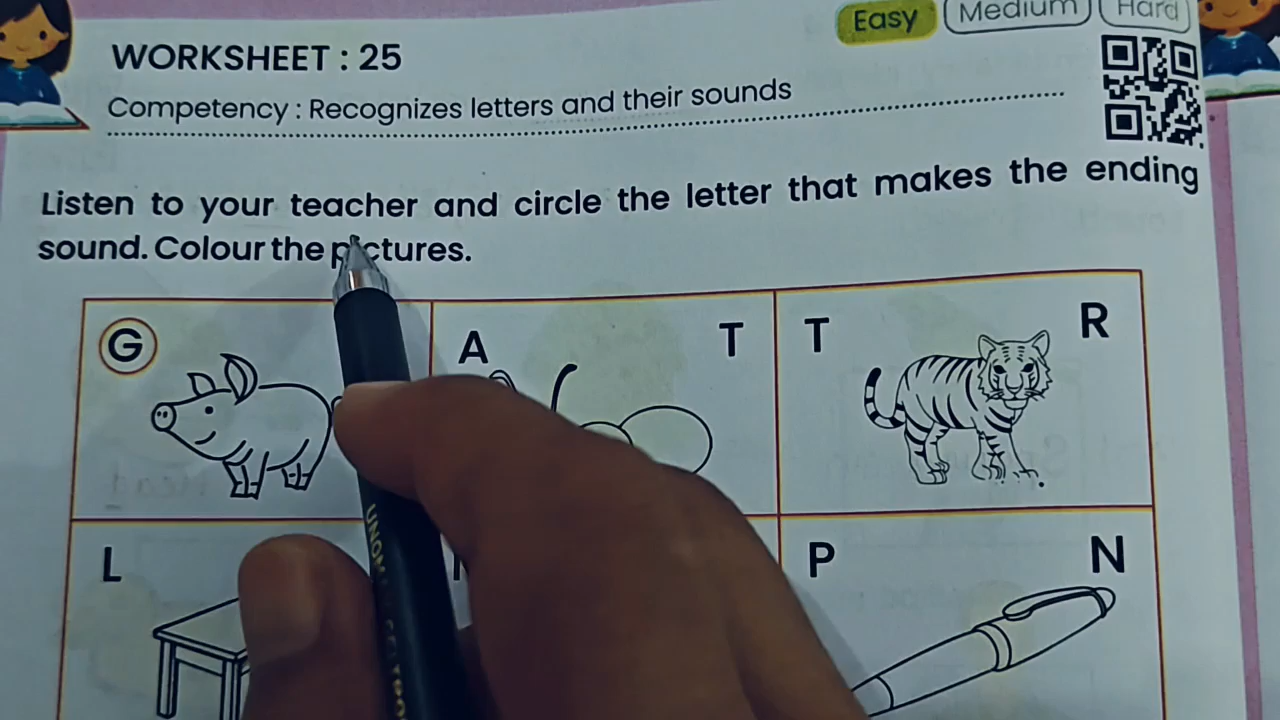 Easy
Medium
Hard
WORKSHEET : 25
Competency : Recognizes letters and their sounds
Listen to your teacher and circle the letter that makes the ending
sound. Colour the pictures.
G
A T
T R
L
P N